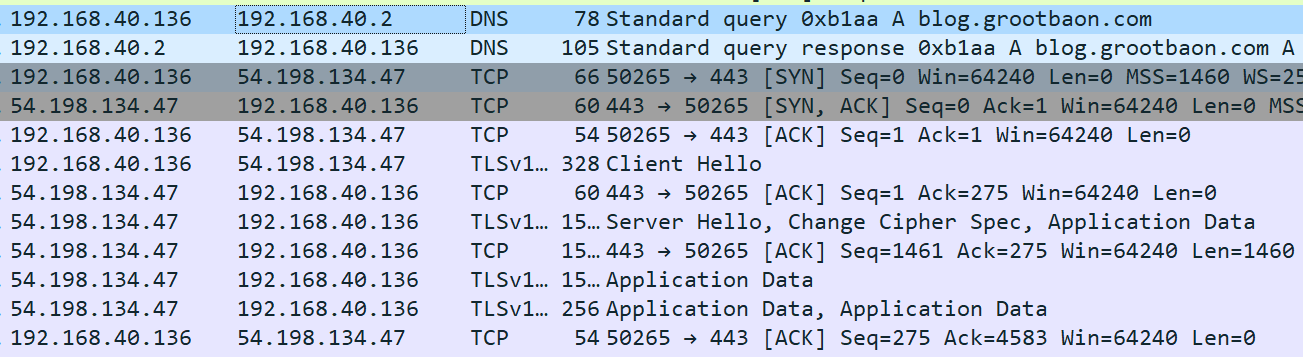 192.168.40.136 192.168.40.2 DNS 78 Standard query 0xb1aa A blog.grootbaon.com
192.168.40.2 192.168.40.136 DNS 105 Standard query response 0xb1aa A blog.grootbaon.com A
192.168.40.136 54.198.134.47 TCP 66 50265 → 443 [SYN] Seq=0 Win=64240 Len=0 MSS=1460 WS=25
54.198.134.47 192.168.40.136 TCP 60 443 → 50265 [SYN, ACK] Seq=0 Ack=1 Win=64240 Len=0 MSS
192.168.40.136 54.198.134.47 TCP 54 50265 → 443 [ACK] Seq=1 Ack=1 Win=64240 Len=0
192.168.40.136 54.198.134.47 TLSv1… 328 Client Hello
54.198.134.47 192.168.40.136 TCP 60 443 → 50265 [ACK] Seq=1 Ack=275 Win=64240 Len=0
54.198.134.47 192.168.40.136 TLSv1… 15… Server Hello, Change Cipher Spec, Application Data
54.198.134.47 192.168.40.136 TCP 15… 443 → 50265 [ACK] Seq=1461 Ack=275 Win=64240 Len=1460
54.198.134.47 192.168.40.136 TLSv1… 15… Application Data
54.198.134.47 192.168.40.136 TLSv1… 256 Application Data, Application Data
192.168.40.136 54.198.134.47 TCP 54 50265 → 443 [ACK] Seq=275 Ack=4583 Win=64240 Len=0